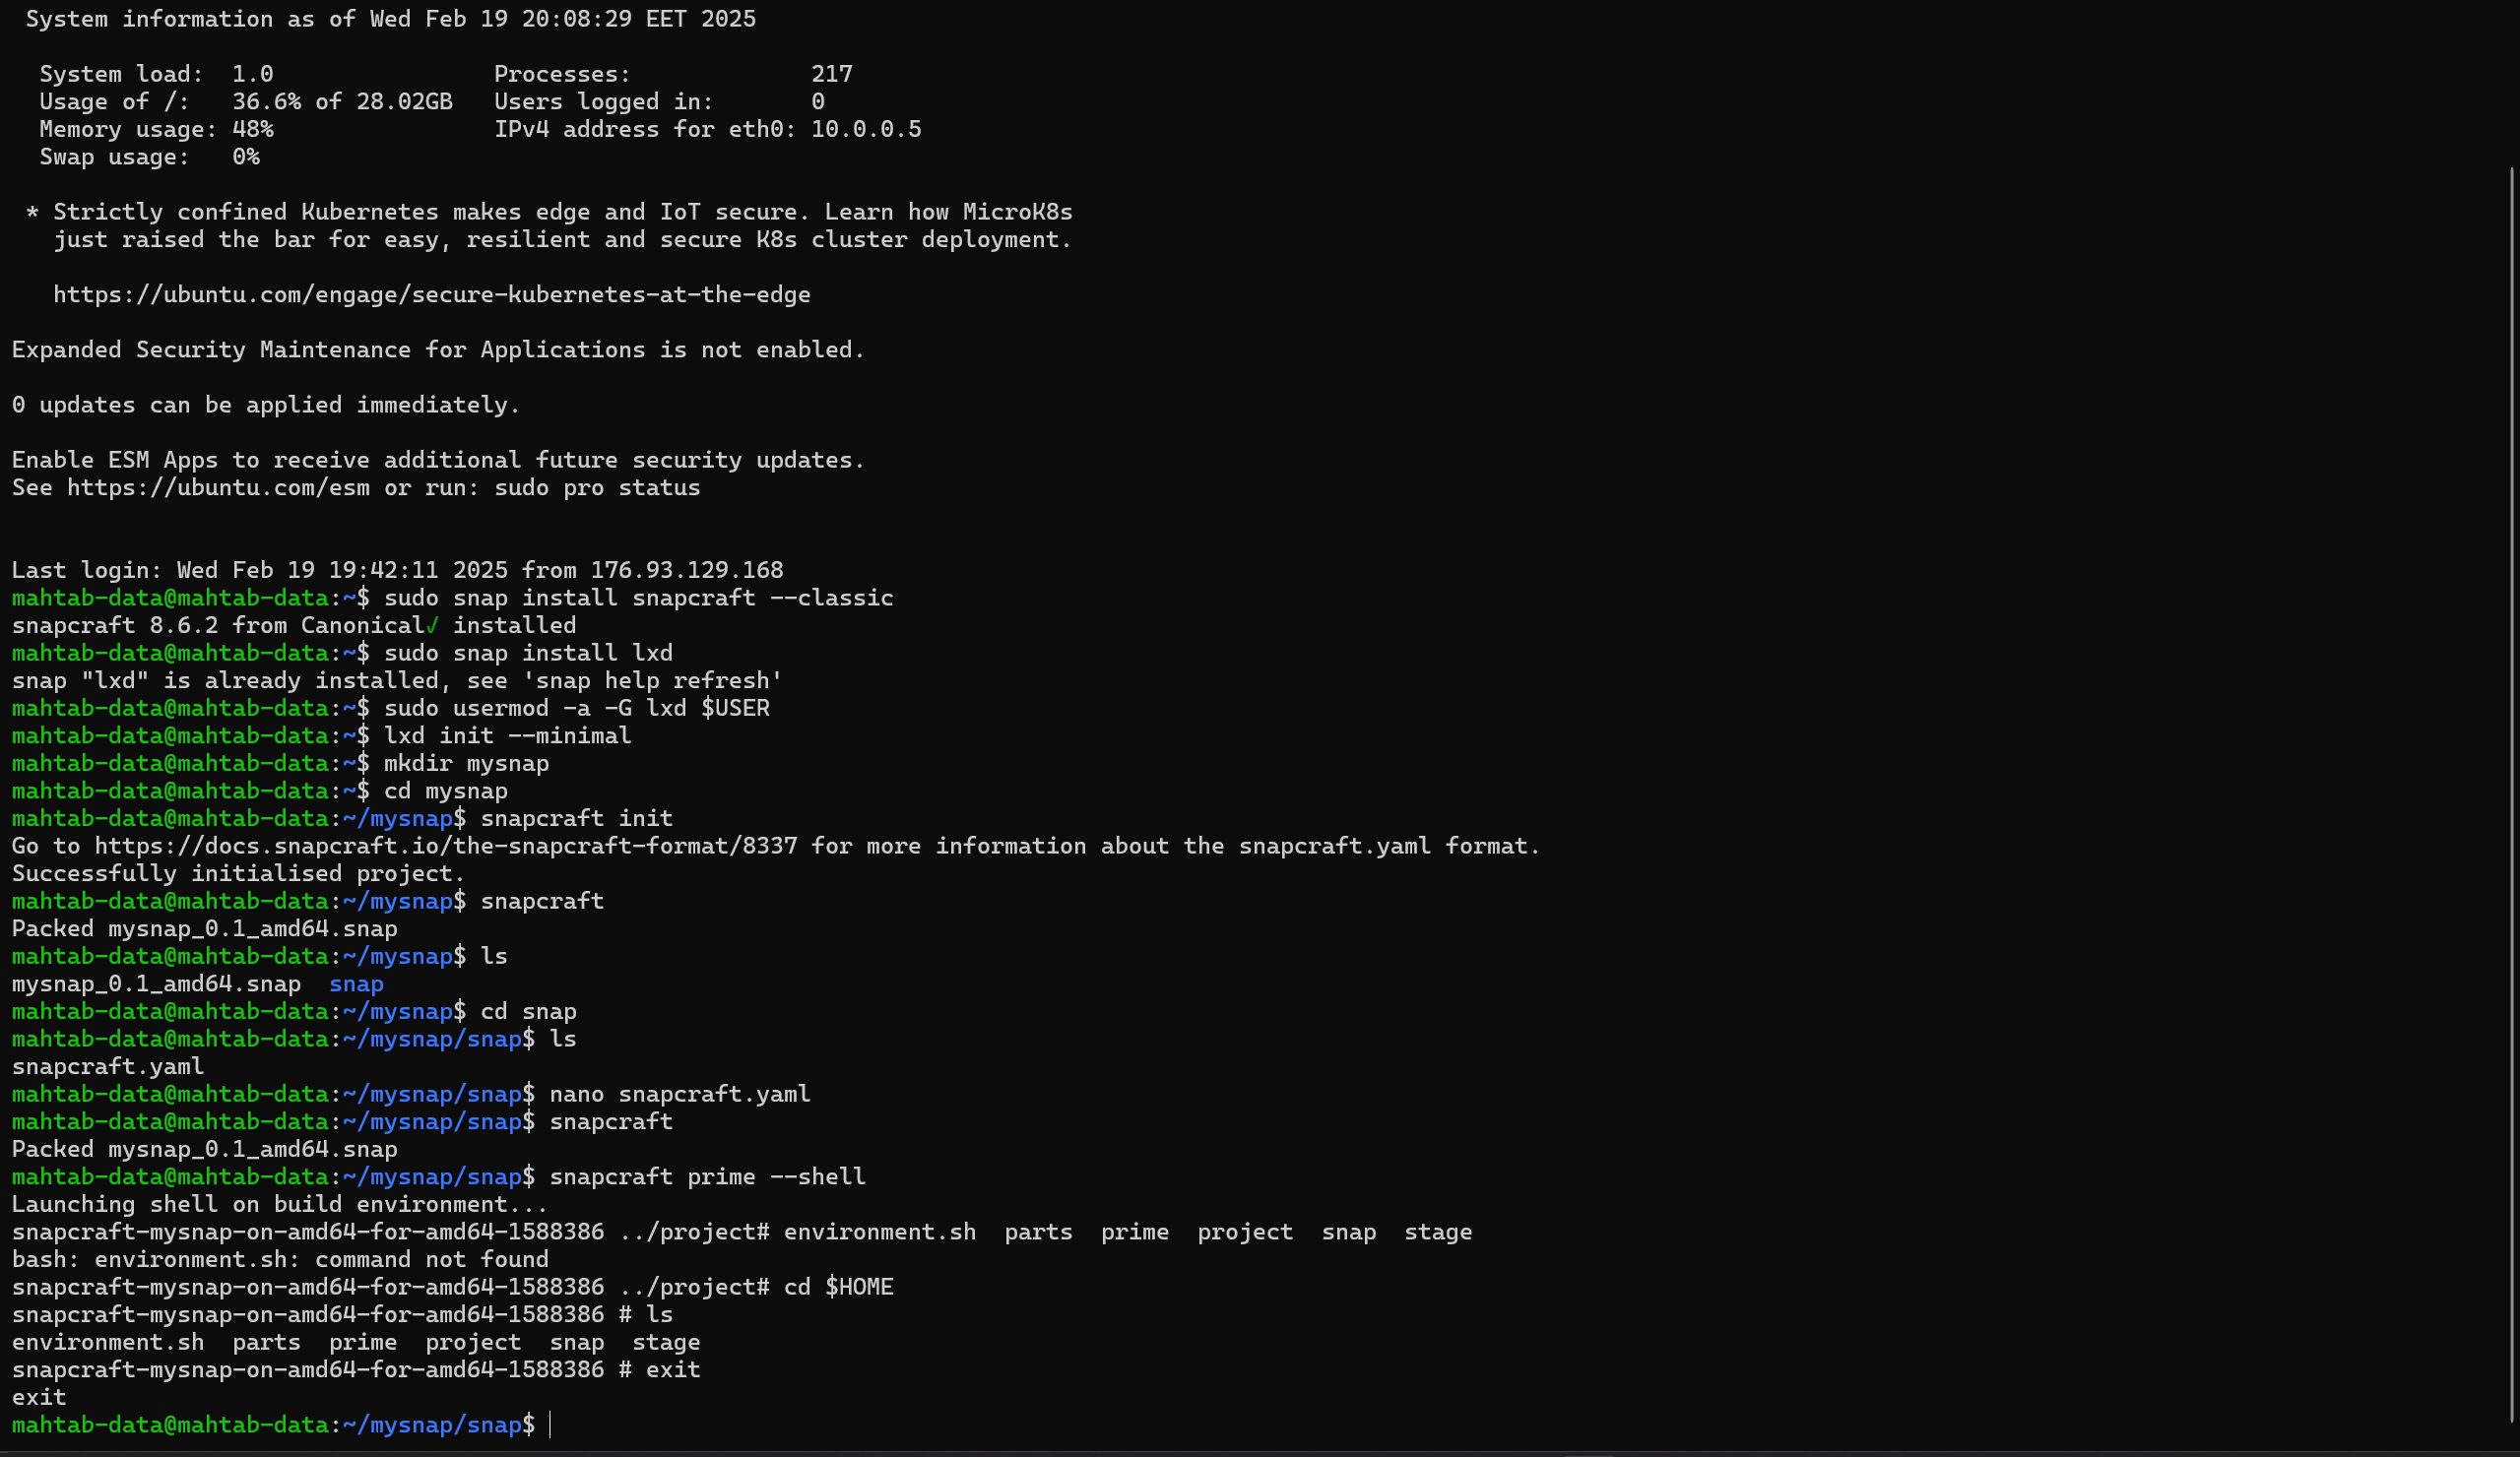 System information as of Wed Feb 19 20:08:29 EET 2025
System load:  1.0                Processes:             217
Usage of /:   36.6% of 28.02GB   Users logged in:       0
Memory usage: 48%                IPv4 address for eth0: 10.0.0.5
Swap usage:   0%
* Strictly confined Kubernetes makes edge and IoT secure. Learn how MicroK8s
just raised the bar for easy, resilient and secure K8s cluster deployment.
https://ubuntu.com/engage/secure-kubernetes-at-the-edge
Expanded Security Maintenance for Applications is not enabled.
0 updates can be applied immediately.
Enable ESM Apps to receive additional future security updates.
See https://ubuntu.com/esm or run: sudo pro status
Last login: Wed Feb 19 19:42:11 2025 from 176.93.129.168
mahtab-data@mahtab-data:~$ sudo snap install snapcraft --classic
snapcraft 8.6.2 from Canonical√ installed
mahtab-data@mahtab-data:~$ sudo snap install lxd
snap "lxd" is already installed, see 'snap help refresh'
mahtab-data@mahtab-data:~$ sudo usermod -a -G lxd $USER
mahtab-data@mahtab-data:~$ lxd init --minimal
mahtab-data@mahtab-data:~$ mkdir mysnap
mahtab-data@mahtab-data:~$ cd mysnap
mahtab-data@mahtab-data:~/mysnap$ snapcraft init
Go to https://docs.snapcraft.io/the-snapcraft-format/8337 for more information about the snapcraft.yaml format.
Successfully initialised project.
mahtab-data@mahtab-data:~/mysnap$ snapcraft
Packed mysnap_0.1_amd64.snap
mahtab-data@mahtab-data:~/mysnap$ ls
mysnap_0.1_amd64.snap  snap
mahtab-data@mahtab-data:~/mysnap$ cd snap
mahtab-data@mahtab-data:~/mysnap/snap$ ls
snapcraft.yaml
mahtab-data@mahtab-data:~/mysnap/snap$ nano snapcraft.yaml
mahtab-data@mahtab-data:~/mysnap/snap$ snapcraft
Packed mysnap_0.1_amd64.snap
mahtab-data@mahtab-data:~/mysnap/snap$ snapcraft prime --shell
Launching shell on build environment...
snapcraft-mysnap-on-amd64-for-amd64-1588386 ../project# environment.sh  parts  prime  project  snap  stage
bash: environment.sh: command not found
snapcraft-mysnap-on-amd64-for-amd64-1588386 ../project# cd $HOME
snapcraft-mysnap-on-amd64-for-amd64-1588386 # ls
environment.sh  parts  prime  project  snap  stage
snapcraft-mysnap-on-amd64-for-amd64-1588386 # exit
exit
mahtab-data@mahtab-data:~/mysnap/snap$